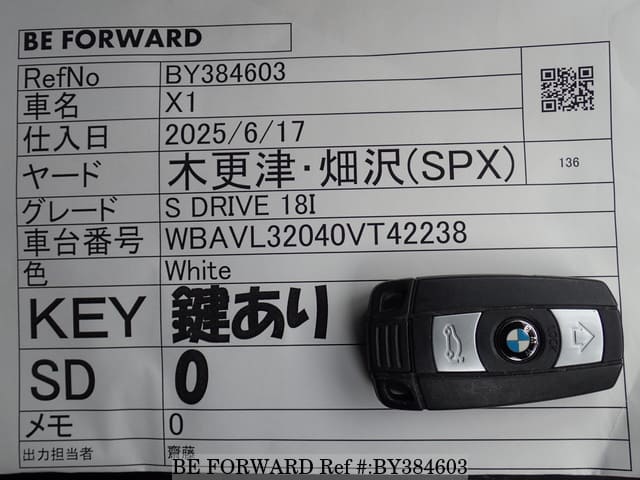 BE FORWARD
RefNo BY384603
車名 X1
仕入日 2025/6/17
ヤード 木更津・畑沢(SPX) 136
グレード S DRIVE 18I
車台番号 WBAVL32040VT42238
色 White
KEY 鍵あり
SD 0
メモ 0
出力担当者 齋藤
BMW
BE FORWARD Ref #:BY384603